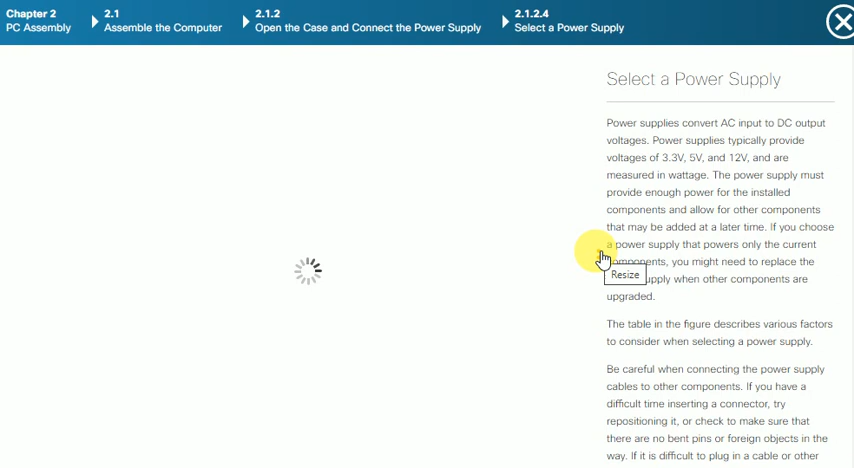 Chapter 2
PC Assembly
2.1
Assemble the Computer
2.1.2
Open the Case and Connect the Power Supply
2.1.2.4
Select a Power Supply
Select a Power Supply
Power supplies convert AC input to DC output
voltages. Power supplies typically provide
voltages of 3.3V, 5V, and 12V, and are
measured in wattage. The power supply must
provide enough power for the installed
components and allow for other components
that may be added at a later time. If you choose
a power supply that powers only the current
components, you might need to replace the
upply when other components are
Resize
upgraded.
The table in the figure describes various factors
to consider when selecting a power supply.
Be careful when connecting the power supply
cables to other components. If you have a
difficult time inserting a connector, try
repositioning it, or check to make sure that
there are no bent pins or foreign objects in the
way. If it is difficult to plug in a cable or other